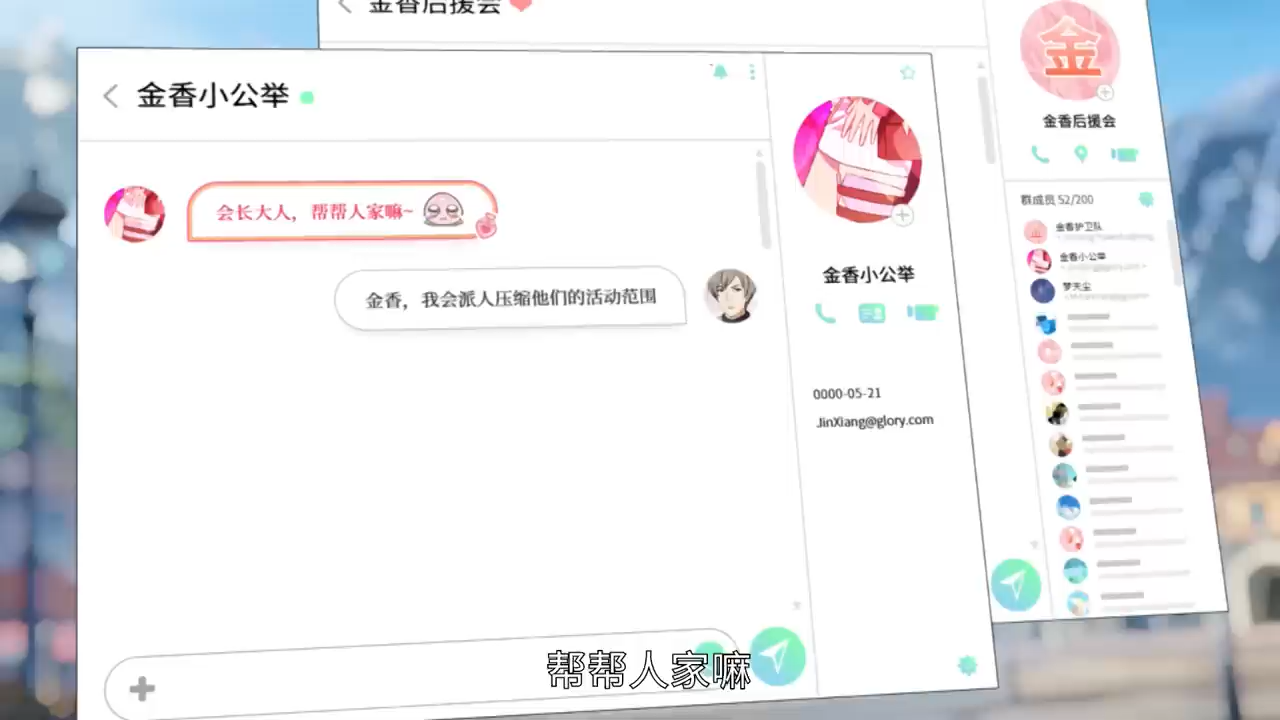 金香后援会
金香小公举
会长大人，帮帮人家嘛~
金香，我会派人压缩他们的活动范围
金香小公举
0000-05-21
JinXiang@glory.com
金
金香后援会
群成员 52/200
金香护卫队
金香小公举
梦天尘
帮帮人家嘛